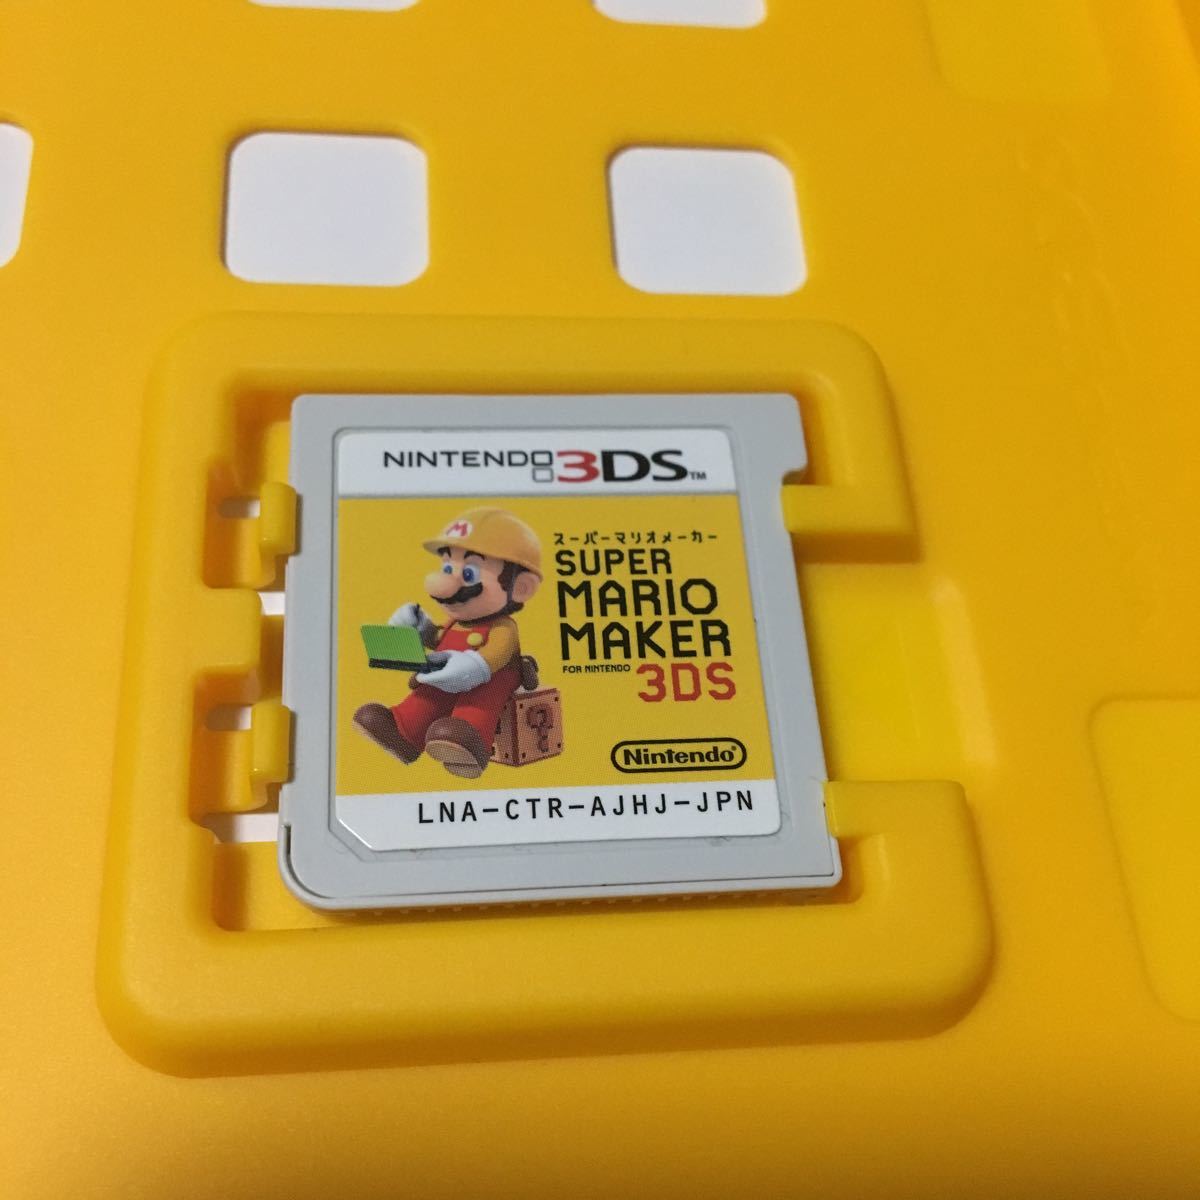 NINTENDO 3DS™
スーパーマリオメーカー
SUPER
MARIO
MAKER
FOR NINTENDO
3DS
Nintendo®
LNA-CTR-AJHJ-JPN
M
?